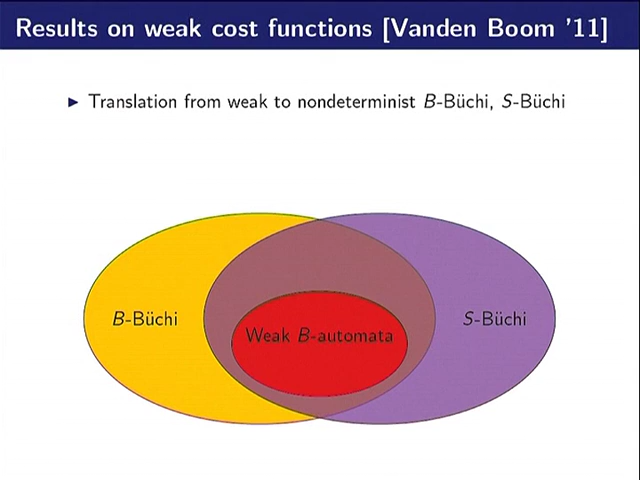 Results on weak cost functions [Vanden Boom '11]
► Translation from weak to nondeterminist B-Büchi, S-Büchi
B-Büchi
Weak B-automata
S-Büchi